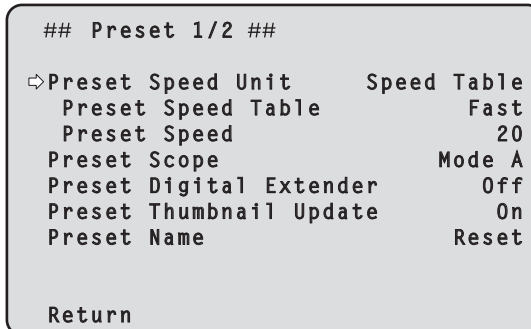 ## Preset 1/2 ##
⇨Preset Speed Unit Speed Table
Preset Speed Table Fast
Preset Speed 20
Preset Scope Mode A
Preset Digital Extender Off
Preset Thumbnail Update On
Preset Name Reset
Return